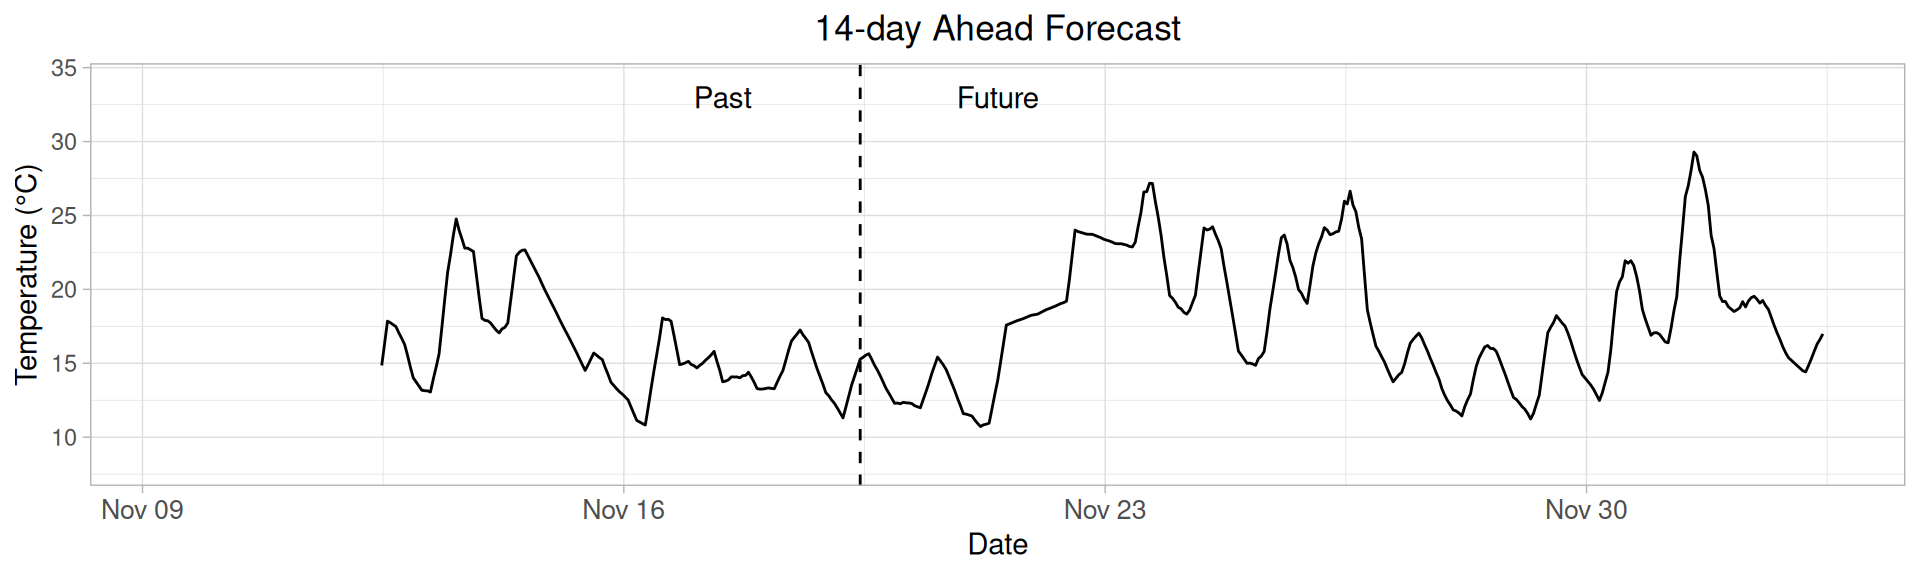 14-day Ahead Forecast
35
30
25
20
15
10
Temperature (°C)
Past
Future
Nov 09
Nov 16
Nov 23
Nov 30
Date